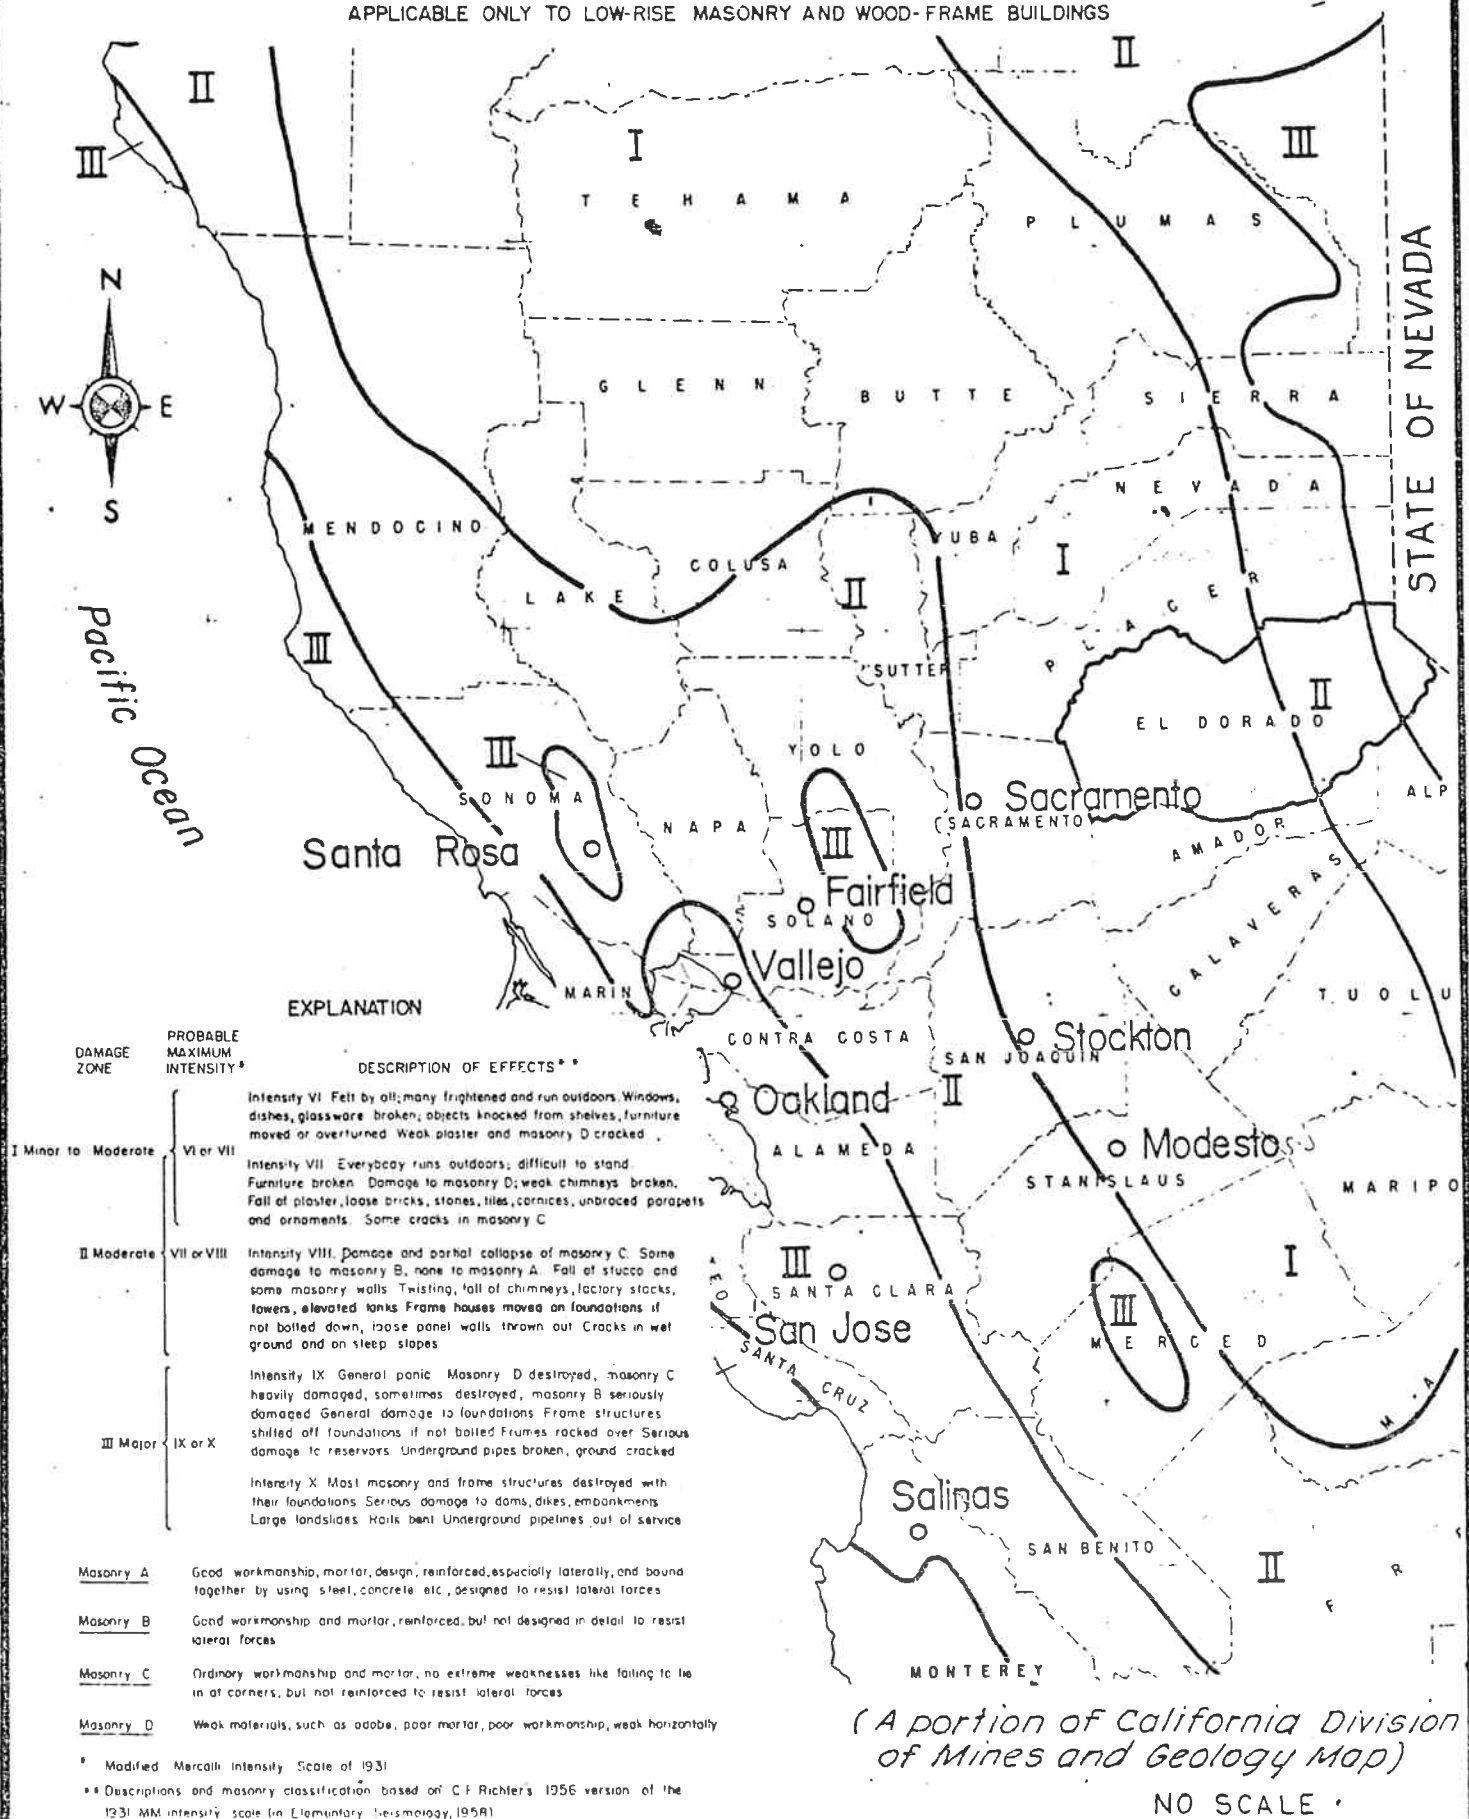 APPLICABLE ONLY TO LOW-RISE MASONRY AND WOOD-FRAME BUILDINGS
II
II
III
I
III
TEHAMA
PLUMAS
STATE OF NEVADA
N
W E
S
GLENN
BUTTE
SIERRA
NEVADA
MENDOCINO
YUBA
COLUSA
I
LAKE
II
PLACER
Pacific Ocean
III
SUTTER
II
EL DORADO
YOLO
III
SONOMA
Sacramento
ALP
NAPA
(SACRAMENTO)
AMADOR
Santa Rosa
III
CALAVERAS
Fairfield
SOLANO
Vallejo
MARIN
TUOLU
CONTRA COSTA
Stockton
SAN JOAQUIN
Oakland
II
ALAMEDA
Modesto
STANISLAUS
MARIPO
III
I
EO
SANTA CLARA
III
San Jose
MERCED
SANTA CRUZ
MA
Salinas
SAN BENITO
II
FR
MONTEREY
EXPLANATION
DAMAGE ZONE
PROBABLE MAXIMUM INTENSITY*
DESCRIPTION OF EFFECTS**
I Minor to Moderate
VI or VII
Intensity VI Felt by all; many frightened and run outdoors. Windows,
dishes, glassware broken; objects knocked from shelves, furniture
moved or overturned Weak plaster and masonry D cracked .
Intensity VII Everybody runs outdoors; difficult to stand.
Furniture broken Damage to masonry D; weak chimneys broken.
Fall of plaster, loose bricks, stones, tiles, cornices, unbraced parapets
and ornaments. Some cracks in masonry C
II Moderate
VII or VIII
Intensity VIII. Damage and partial collapse of masonry C. Some
damage to masonry B, none to masonry A. Fall of stucco and
some masonry walls Twisting, fall of chimneys, factory stacks,
towers, elevated tanks Frame houses moved on foundations if
not bolted down, loose panel walls thrown out Cracks in wet
ground and on steep slopes
III Major
IX or X
Intensity IX General panic Masonry D destroyed, masonry C
heavily damaged, sometimes destroyed, masonry B seriously
damaged General damage to foundations Frame structures
shifted off foundations if not bolted Frames racked over Serious
damage to reservors Underground pipes broken, ground cracked
Intensity X Most masonry and frame structures destroyed with
their foundations Serious damage to dams, dikes, embankments
Large landslides Rails bent Underground pipelines out of service
Masonry A Good workmanship, mortar, design, reinforced, especially laterally, and bound
together by using steel, concrete etc, designed to resist lateral forces
Masonry B Good workmanship and mortar, reinforced, but not designed in detail to resist
lateral forces
Masonry C Ordinary workmanship and mortar, no extreme weaknesses like failing to tie
in at corners, but not reinforced to resist lateral forces
Masonry D Weak materials, such as adobe, poor mortar, poor workmanship, weak horizontally
* Modified Mercalli Intensity Scale of 1931
** Descriptions and masonry classification based on C F Richter's 1956 version of the
1931 MM intensity scale (in Elementary Seismology, 1958)
(A portion of California Division
of Mines and Geology Map)
NO SCALE